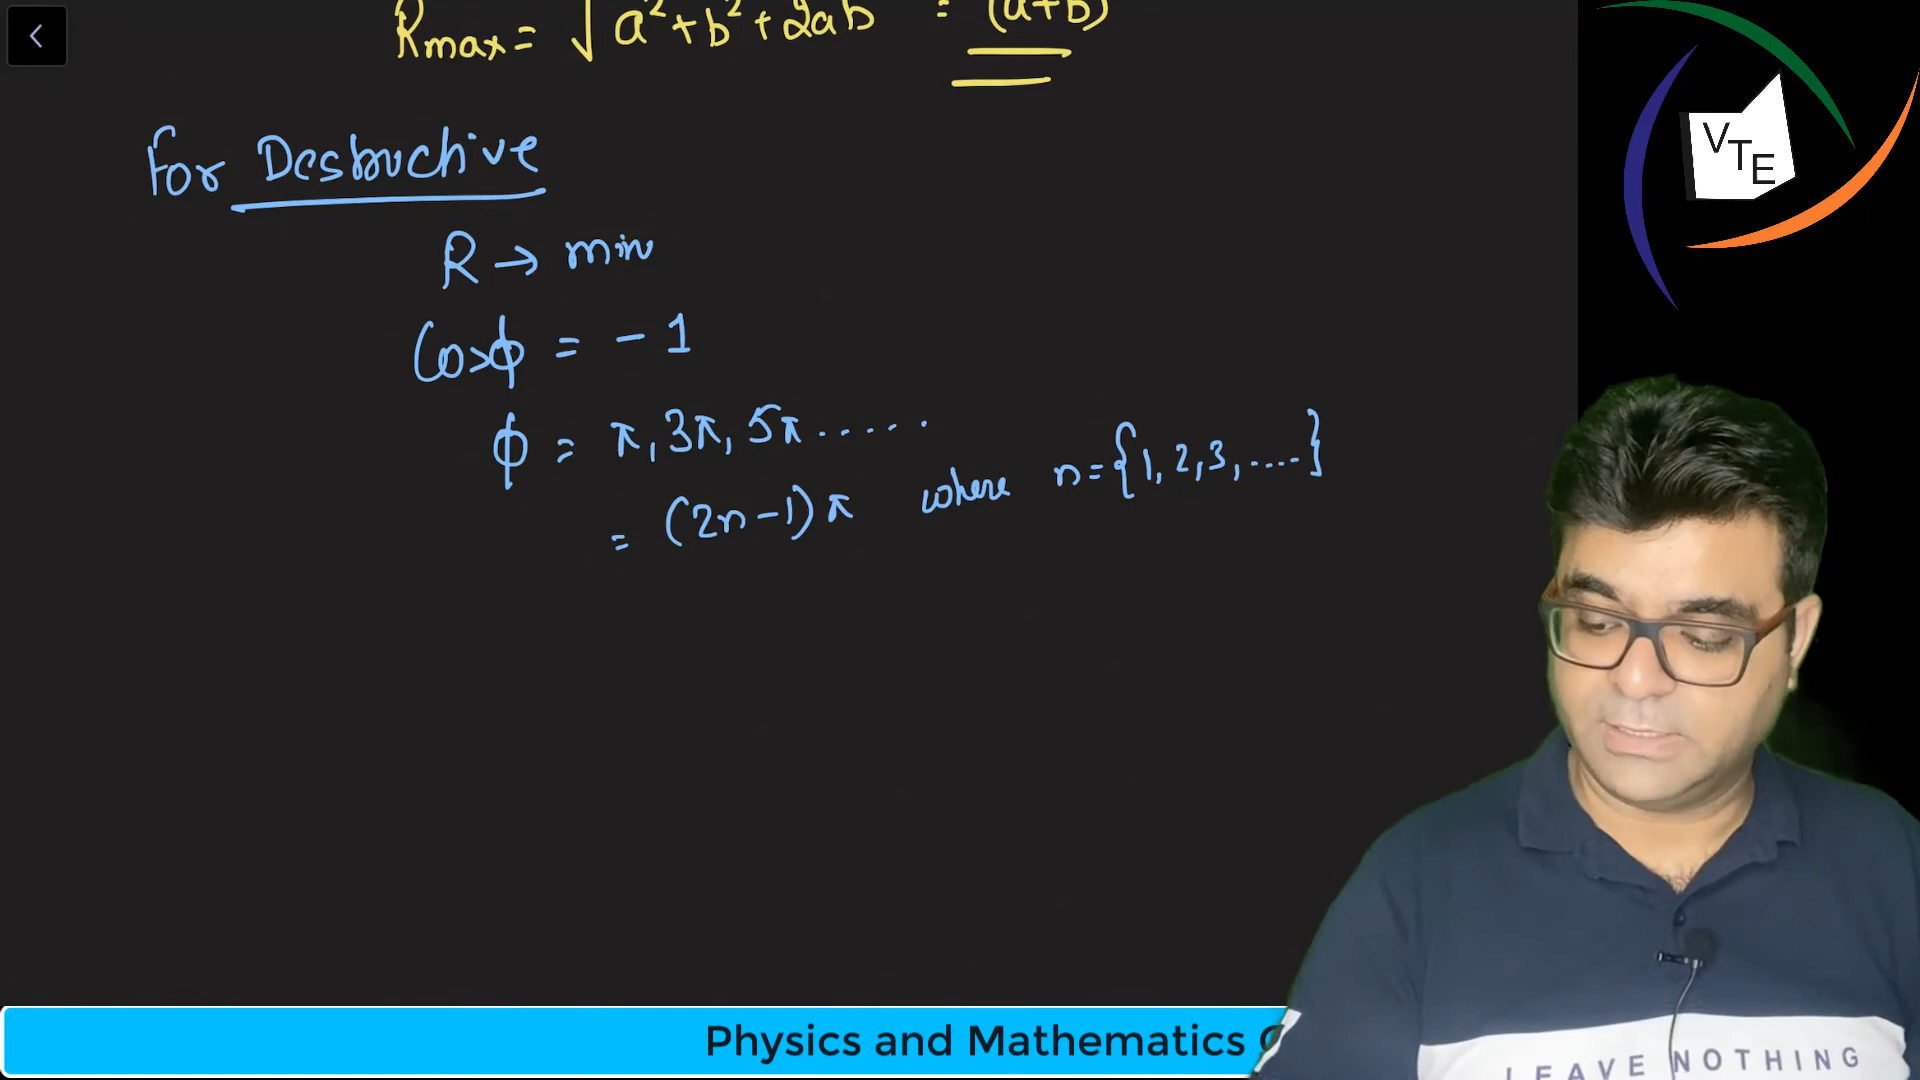 Rmax = √a²+b²+2ab = (a+b)
For Destructive
R → min
Cosϕ = - 1
ϕ = π, 3π, 5π.....
= (2n-1)π where n={1, 2, 3, ....}
VTE
Physics and Mathematics
LEAVE NOTHING